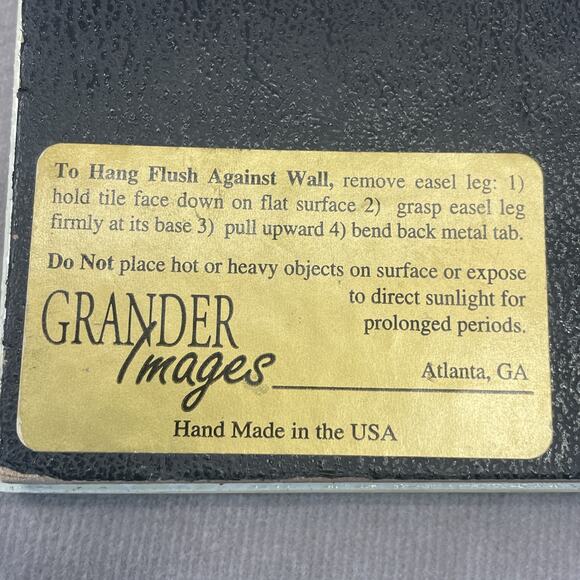 To Hang Flush Against Wall, remove easel leg: 1)
hold tile face down on flat surface 2) grasp easel leg
firmly at its base 3) pull upward 4) bend back metal tab.
Do Not place hot or heavy objects on surface or expose
to direct sunlight for
prolonged periods.
GRANDER
Images
Atlanta, GA
Hand Made in the USA